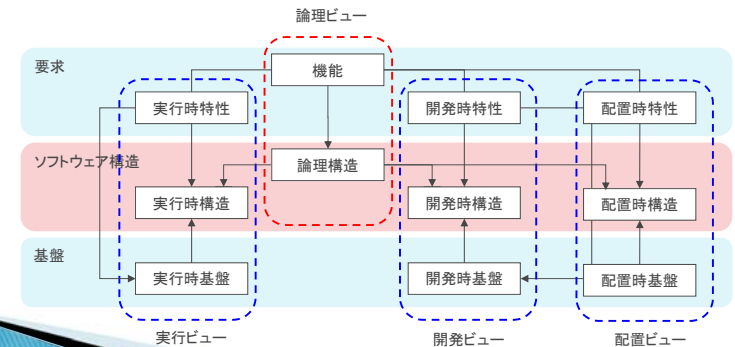 論理ビュー
要求
機能
実行時特性
開発時特性
配置時特性
ソフトウェア構造
論理構造
実行時構造
開発時構造
配置時構造
基盤
実行時基盤
開発時基盤
配置時基盤
実行ビュー
開発ビュー
配置ビュー